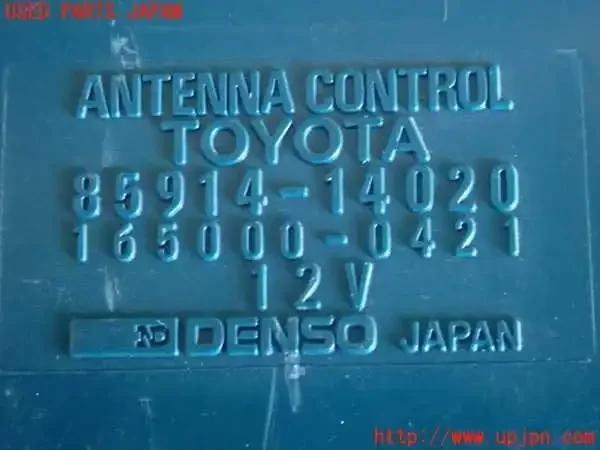 USED PARTS JAPAN
ANTENNA CONTROL
TOYOTA
85914-14020
165000-0421
12V
ND DENSO JAPAN
http://www.upjpn.com